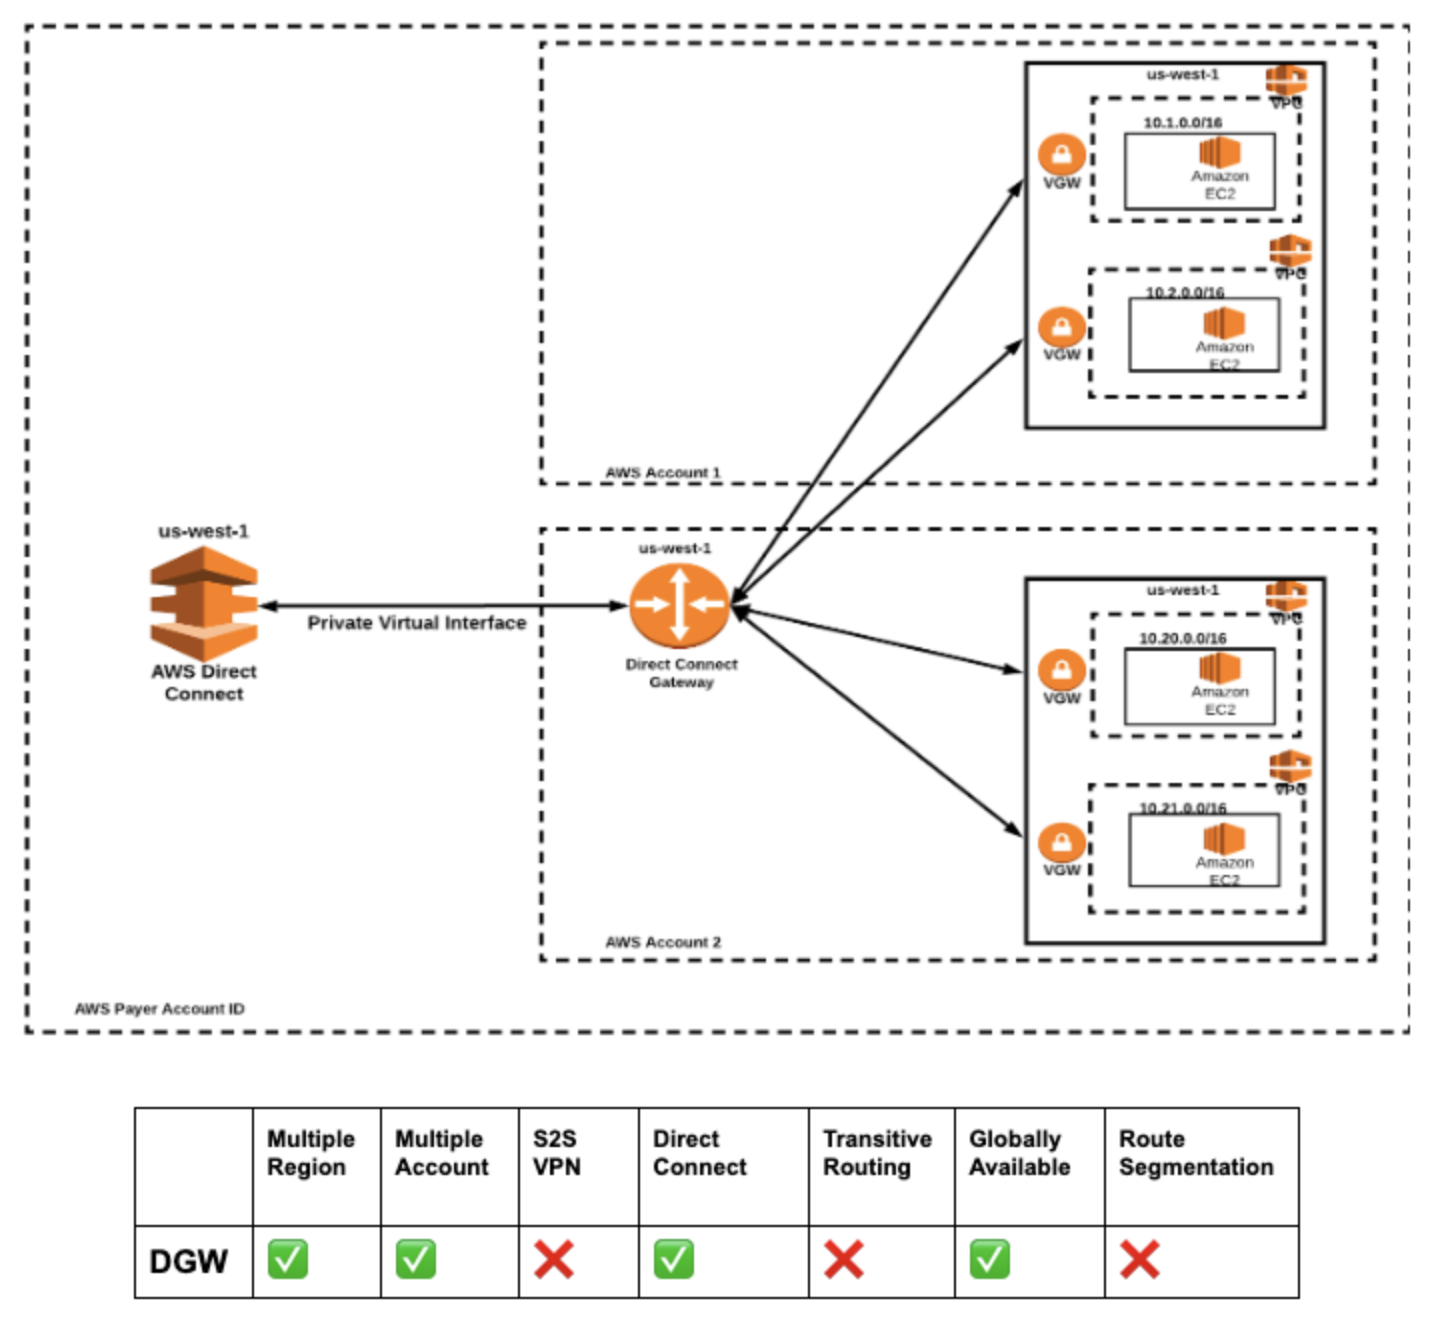 us-west-1
VPC
10.1.0.0/16
VGW
Amazon
EC2
VPC
10.2.0.0/16
VGW
Amazon
EC2
AWS Account 1
us-west-1
AWS Direct
Connect
Private Virtual Interface
us-west-1
Direct Connect
Gateway
us-west-1
VPC
10.20.0.0/16
VGW
Amazon
EC2
VPC
10.21.0.0/16
VGW
Amazon
EC2
AWS Account 2
AWS Payer Account ID
Multiple
Region
Multiple
Account
S2S
VPN
Direct
Connect
Transitive
Routing
Globally
Available
Route
Segmentation
DGW ✅ ✅ ❌ ✅ ❌ ✅ ❌